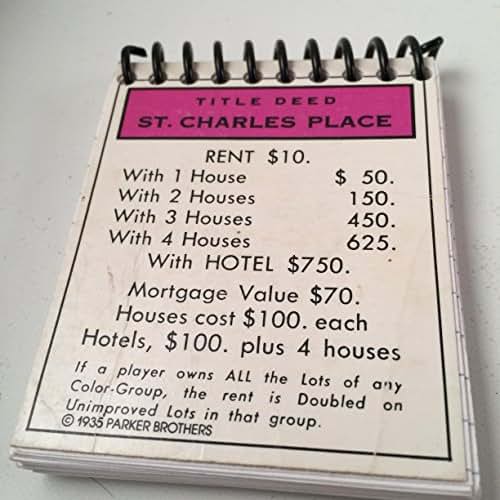 TITLE DEED
ST. CHARLES PLACE
RENT $10.
With 1 House $ 50.
With 2 Houses 150.
With 3 Houses 450.
With 4 Houses 625.
With HOTEL $750.
Mortgage Value $70.
Houses cost $100. each
Hotels, $100. plus 4 houses
If a player owns ALL the Lots of any
Color-Group, the rent is Doubled on
Unimproved Lots in that group.
© 1935 PARKER BROTHERS